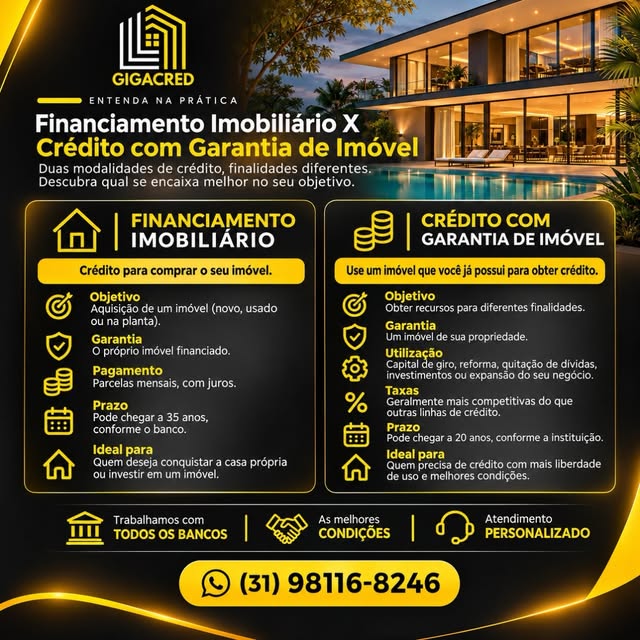 GIGACRED
ENTENDA NA PRÁTICA
Financiamento Imobiliário X
Crédito com Garantia de Imóvel
Duas modalidades de crédito, finalidades diferentes.
Descubra qual se encaixa melhor no seu objetivo.
FINANCIAMENTO
IMOBILIÁRIO
Crédito para comprar o seu imóvel.
Objetivo
Aquisição de um imóvel (novo, usado
ou na planta).
Garantia
O próprio imóvel financiado.
Pagamento
Parcelas mensais, com juros.
Prazo
Pode chegar a 35 anos,
conforme o banco.
Ideal para
Quem deseja conquistar a casa própria
ou investir em um imóvel.
CRÉDITO COM
GARANTIA DE IMÓVEL
Use um imóvel que você já possui para obter crédito.
Objetivo
Obter recursos para diferentes finalidades.
Garantia
Um imóvel de sua propriedade.
Utilização
Capital de giro, reforma, quitação de dívidas,
investimentos ou expansão do seu negócio.
Taxas
Geralmente mais competitivas do que
outras linhas de crédito.
Prazo
Pode chegar a 20 anos, conforme a instituição.
Ideal para
Quem precisa de crédito com mais liberdade
de uso e melhores condições.
Trabalhamos com
TODOS OS BANCOS
As melhores
CONDIÇÕES
Atendimento
PERSONALIZADO
(31) 98116-8246